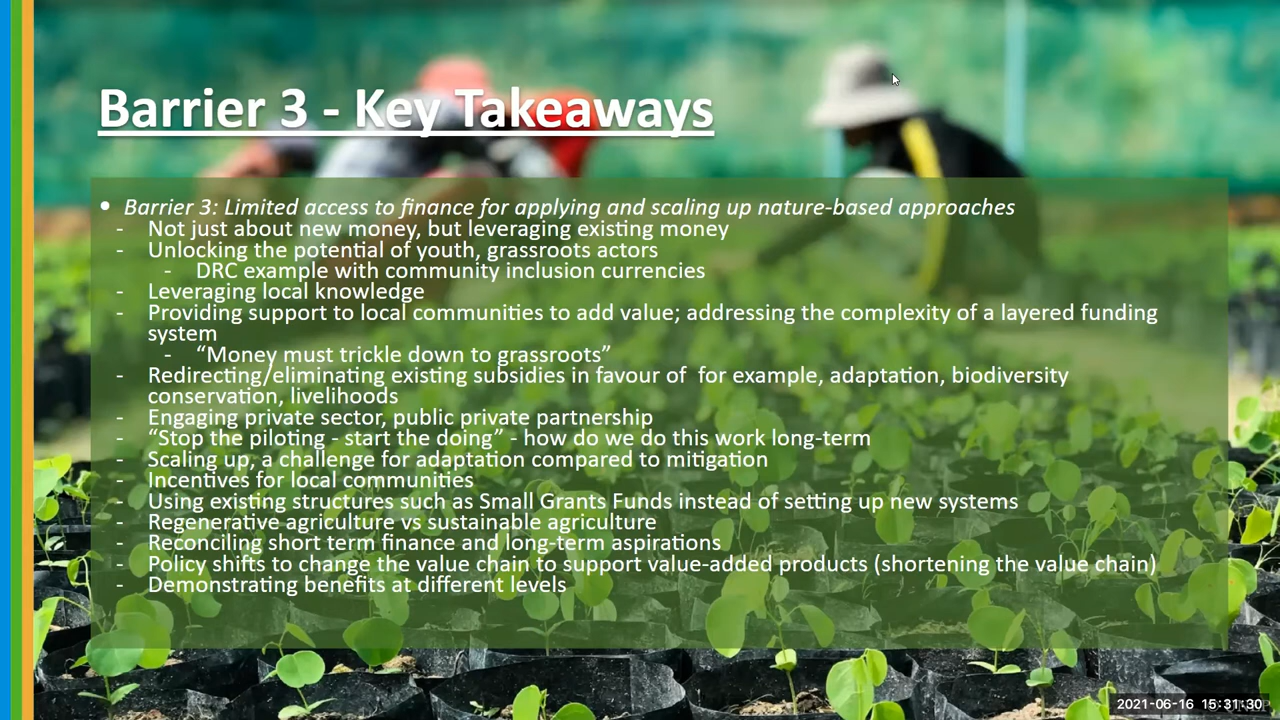 Barrier 3 - Key Takeaways
• Barrier 3: Limited access to finance for applying and scaling up nature-based approaches
- Not just about new money, but leveraging existing money
- Unlocking the potential of youth, grassroots actors
- DRC example with community inclusion currencies
- Leveraging local knowledge
- Providing support to local communities to add value; addressing the complexity of a layered funding
system
- “Money must trickle down to grassroots”
- Redirecting/eliminating existing subsidies in favour of  for example, adaptation, biodiversity
conservation, livelihoods
- Engaging private sector, public private partnership
- “Stop the piloting - start the doing” - how do we do this work long-term
- Scaling up, a challenge for adaptation compared to mitigation
- Incentives for local communities
- Using existing structures such as Small Grants Funds instead of setting up new systems
- Regenerative agriculture vs sustainable agriculture
- Reconciling short term finance and long-term aspirations
- Policy shifts to change the value chain to support value-added products (shortening the value chain)
- Demonstrating benefits at different levels
2021-06-16 15:31:30